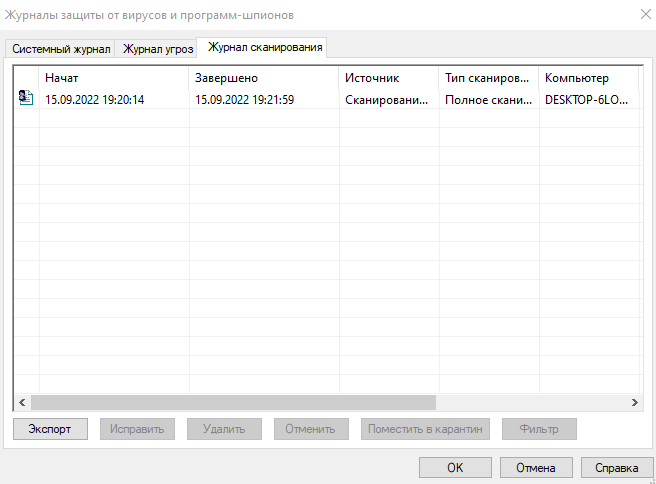 Журналы защиты от вирусов и программ-шпионов
Системный журнал Журнал угроз Журнал сканирования
Начат Завершено Источник Тип сканиров... Компьютер
15.09.2022 19:20:14 15.09.2022 19:21:59 Сканировани... Полное скани... DESKTOP-6LO...
Экспорт Исправить Удалить Отменить Поместить в карантин Фильтр
OK Отмена Справка